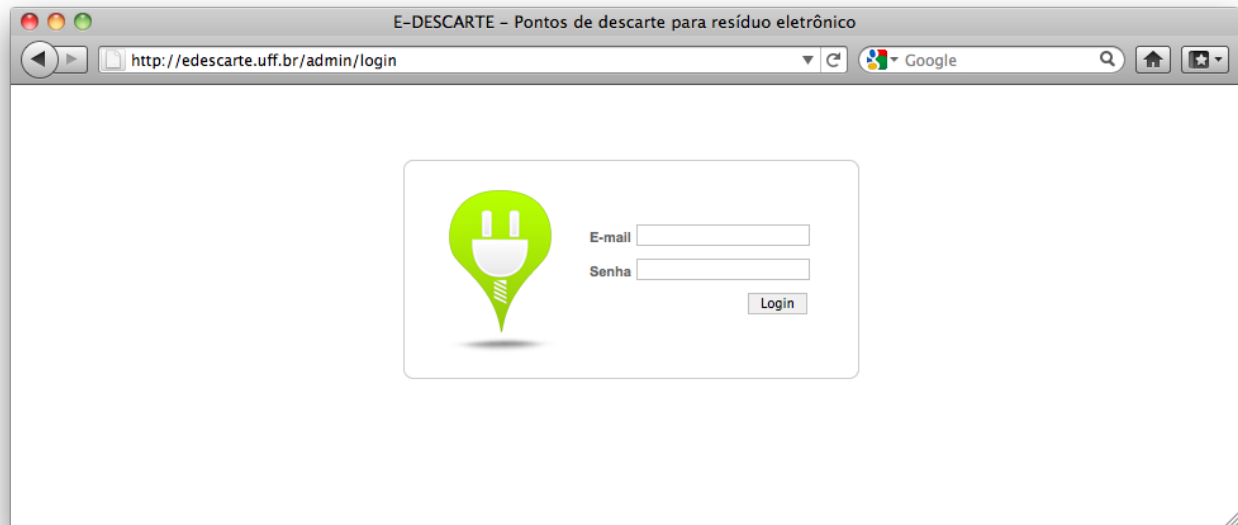 E-DESCARTE - Pontos de descarte para resíduo eletrônico
http://edescarte.uff.br/admin/login
Google
E-mail
Senha
Login